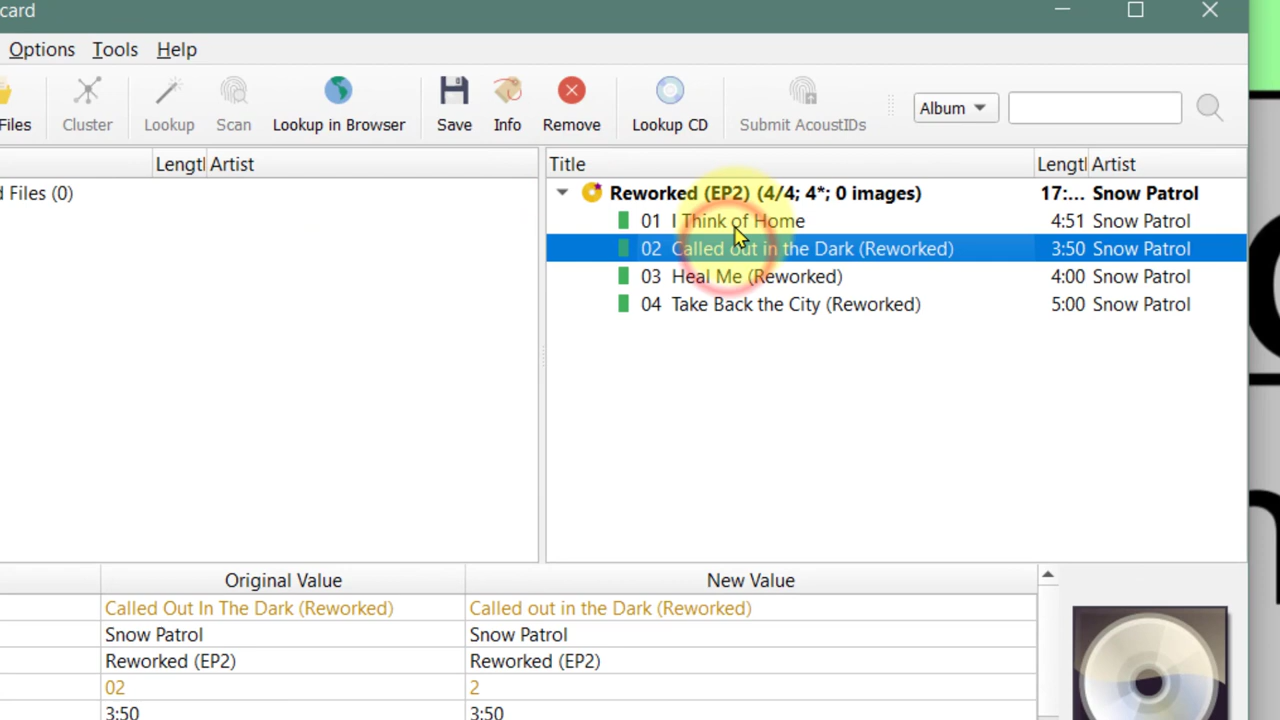 card
Options Tools Help
Files Cluster Lookup Scan Lookup in Browser Save Info Remove Lookup CD Submit AcoustIDs Album
Lengt Artist
d Files (0)
Title Lengt Artist
Reworked (EP2) (4/4; 4*; 0 images) 17:... Snow Patrol
01 I Think of Home 4:51 Snow Patrol
02 Called out in the Dark (Reworked) 3:50 Snow Patrol
03 Heal Me (Reworked) 4:00 Snow Patrol
04 Take Back the City (Reworked) 5:00 Snow Patrol
Original Value New Value
Called Out In The Dark (Reworked) Called out in the Dark (Reworked)
Snow Patrol Snow Patrol
Reworked (EP2) Reworked (EP2)
02 2
3:50 3:50